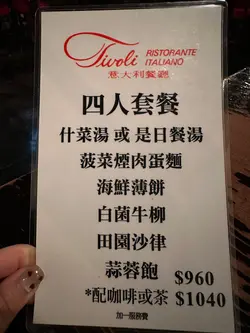 Tivoli RISTORANTE ITALIANO
意大利餐廳
四人套餐
什菜湯 或 是日餐湯
菠菜煙肉蛋麵
海鮮薄餅
白菌牛柳
田園沙律
蒜蓉飽 $960
*配咖啡或茶 $1040
加一服務費